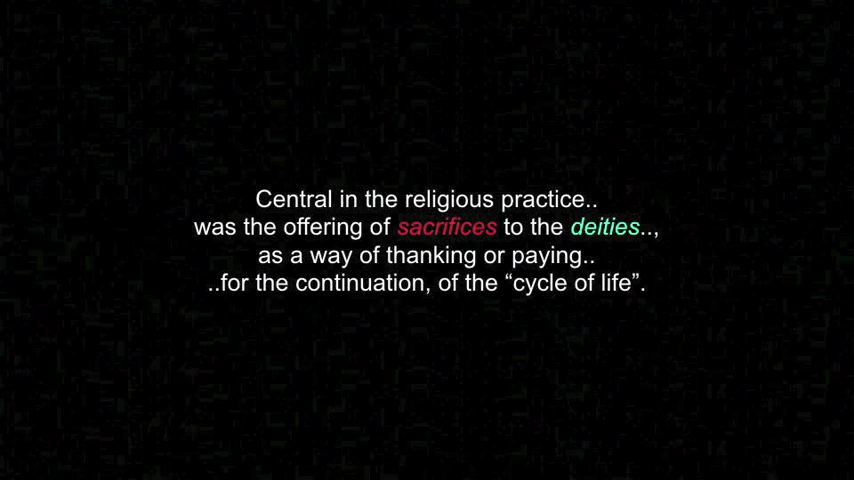 Central in the religious practice..
was the offering of sacrifices to the deities..,
as a way of thanking or paying..
..for the continuation, of the “cycle of life”.